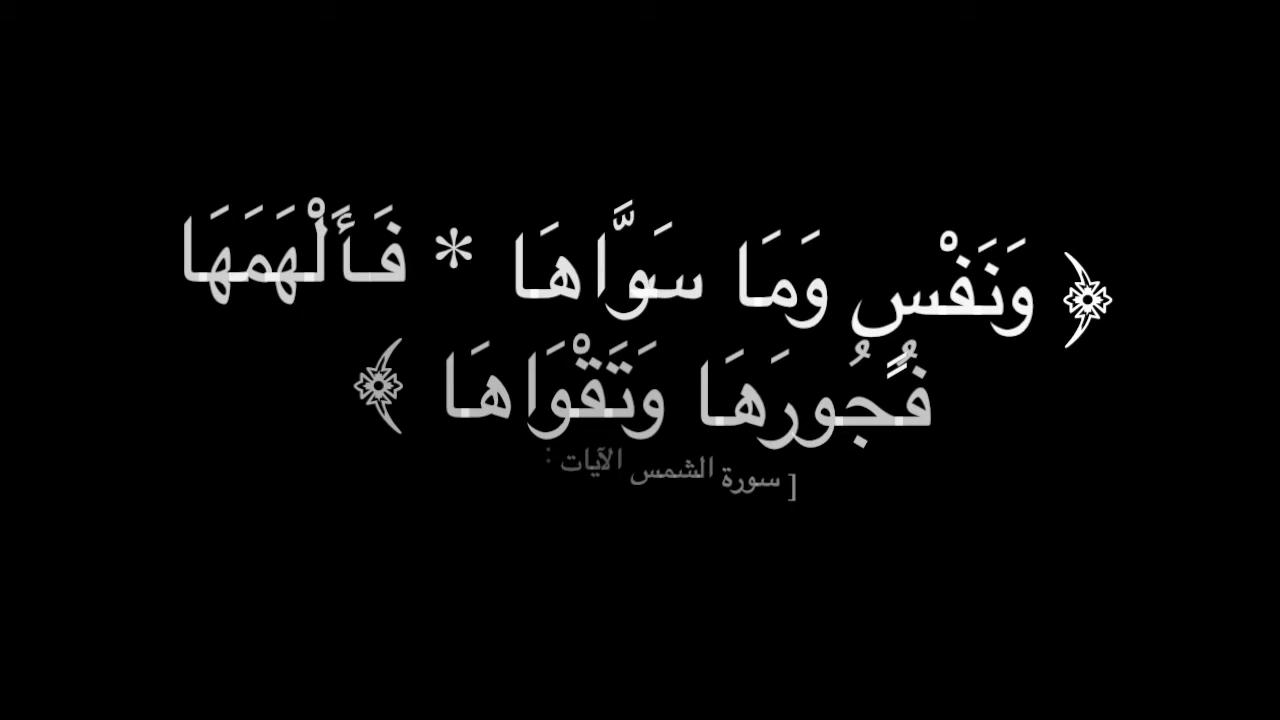 ﴿ وَنَفْسٍ وَمَا سَوَّاهَا * فَأَلْهَمَهَا
فُجُورَهَا وَتَقْوَاهَا ﴾
[ سورة الشمس الآيات :